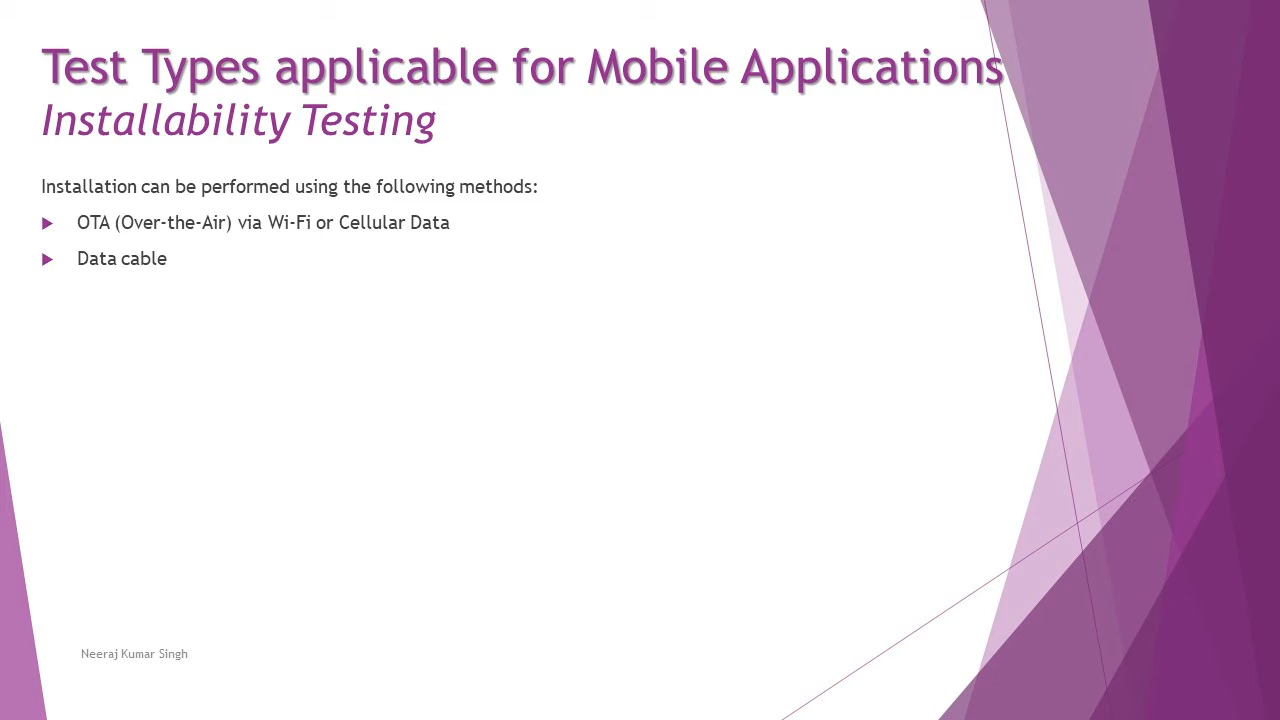 Test Types applicable for Mobile Applications
Installability Testing
Installation can be performed using the following methods:
OTA (Over-the-Air) via Wi-Fi or Cellular Data
Data cable
Neeraj Kumar Singh